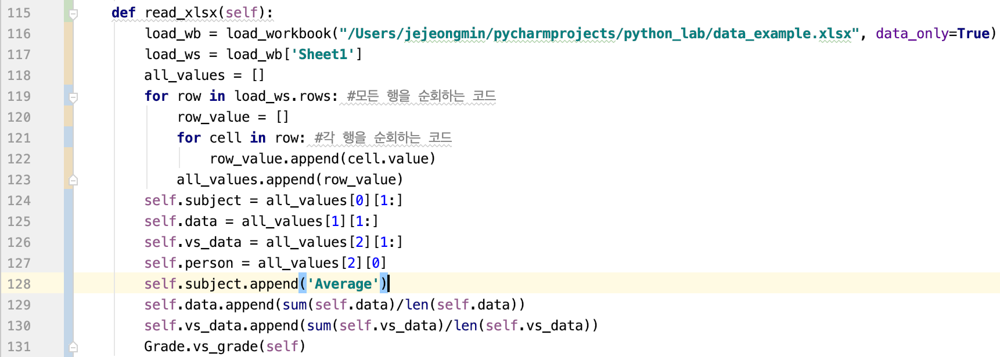 115 def read_xlsx(self):
116 load_wb = load_workbook("/Users/jejeongmin/pycharmprojects/python_lab/data_example.xlsx", data_only=True)
117 load_ws = load_wb['Sheet1']
118 all_values = []
119 for row in load_ws.rows: #모든 행을 순회하는 코드
120 row_value = []
121 for cell in row: #각 행을 순회하는 코드
122 row_value.append(cell.value)
123 all_values.append(row_value)
124 self.subject = all_values[0][1:]
125 self.data = all_values[1][1:]
126 self.vs_data = all_values[2][1:]
127 self.person = all_values[2][0]
128 self.subject.append('Average')
129 self.data.append(sum(self.data)/len(self.data))
130 self.vs_data.append(sum(self.vs_data)/len(self.vs_data))
131 Grade.vs_grade(self)